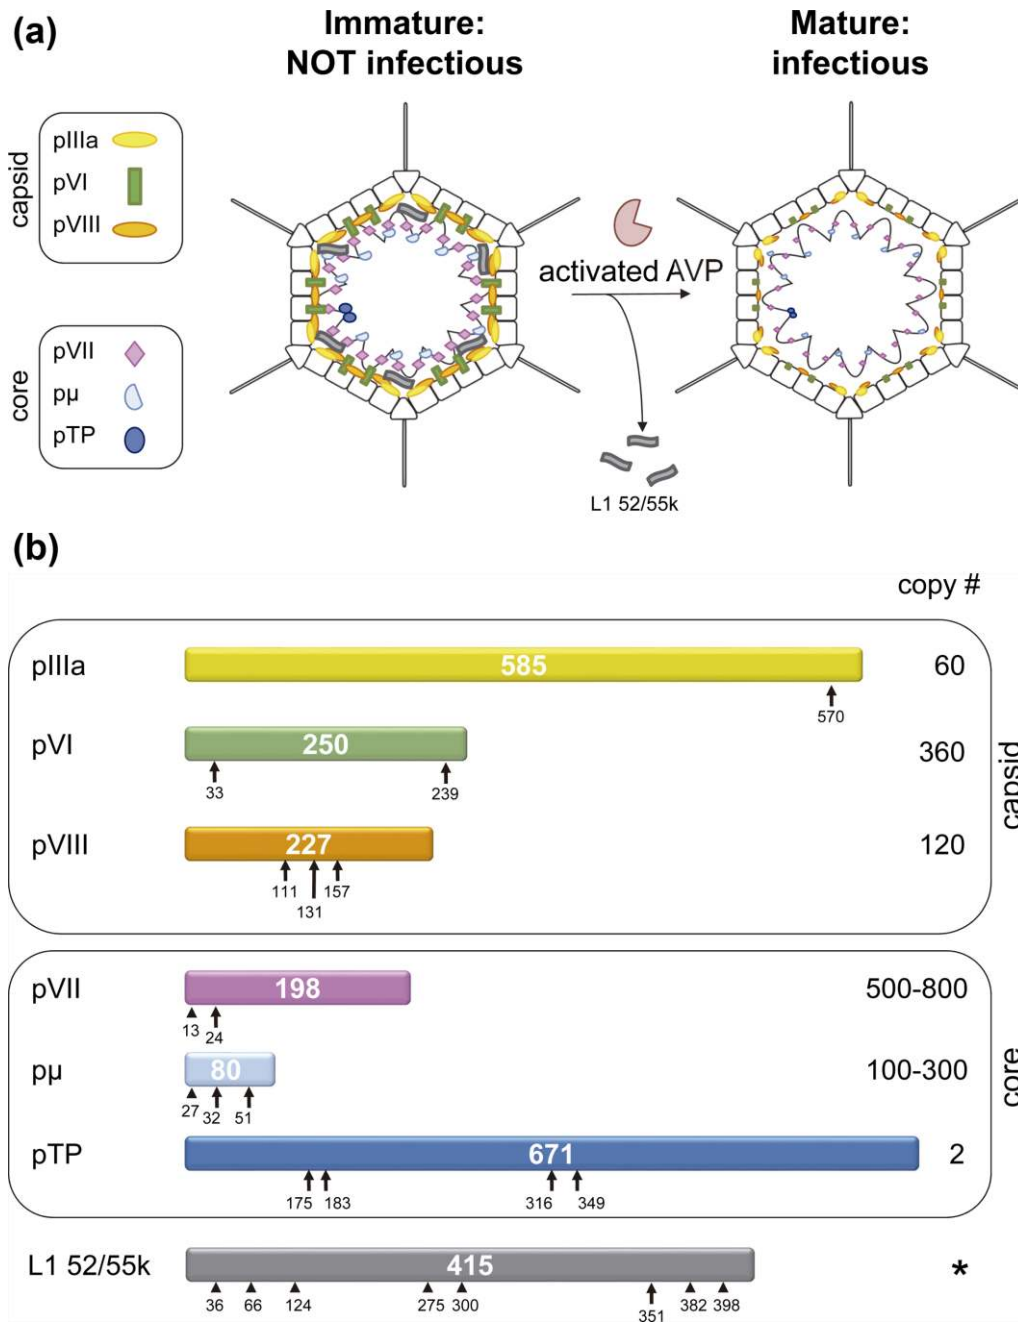 (a)
Immature:
NOT infectious
Mature:
infectious
capsid
pIIIa
pVI
pVIII
core
pVII
pµ
pTP
activated AVP
L1 52/55k
(b)
copy #
pIIIa
585
60
570
pVI
250
360
33
239
pVIII
227
120
111
131
157
capsid
pVII
198
500-800
13
24
pµ
80
100-300
27
32
51
pTP
671
2
175
183
316
349
core
L1 52/55k
415
*
36
66
124
275
300
351
382
398